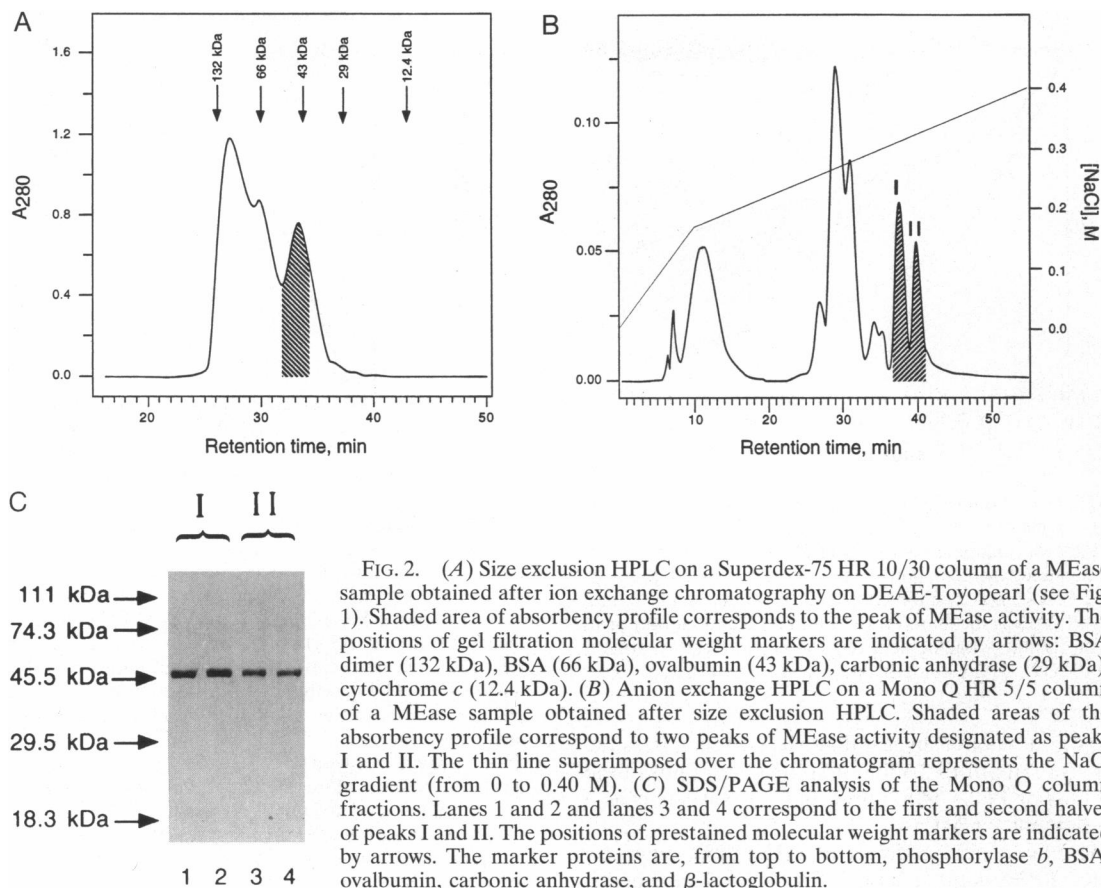 A
1.6
1.2
0.8
0.4
0.0
A280
132 kDa
66 kDa
43 kDa
29 kDa
12.4 kDa
20 30 40 50
Retention time, min
B
0.10
0.05
0.00
A280
I
II
0.4
0.3
0.2
0.1
0.0
[NaCl], M
10 20 30 40 50
Retention time, min
C
I II
111 kDa
74.3 kDa
45.5 kDa
29.5 kDa
18.3 kDa
1 2 3 4
FIG. 2. (A) Size exclusion HPLC on a Superdex-75 HR 10/30 column of a MEase
sample obtained after ion exchange chromatography on DEAE-Toyopearl (see Fig
1). Shaded area of absorbency profile corresponds to the peak of MEase activity. The
positions of gel filtration molecular weight markers are indicated by arrows: BSA
dimer (132 kDa), BSA (66 kDa), ovalbumin (43 kDa), carbonic anhydrase (29 kDa)
cytochrome c (12.4 kDa). (B) Anion exchange HPLC on a Mono Q HR 5/5 column
of a MEase sample obtained after size exclusion HPLC. Shaded areas of th
absorbency profile correspond to two peaks of MEase activity designated as peak
I and II. The thin line superimposed over the chromatogram represents the NaC
gradient (from 0 to 0.40 M). (C) SDS/PAGE analysis of the Mono Q column
fractions. Lanes 1 and 2 and lanes 3 and 4 correspond to the first and second halve
of peaks I and II. The positions of prestained molecular weight markers are indicated
by arrows. The marker proteins are, from top to bottom, phosphorylase b, BSA
ovalbumin, carbonic anhydrase, and β-lactoglobulin.